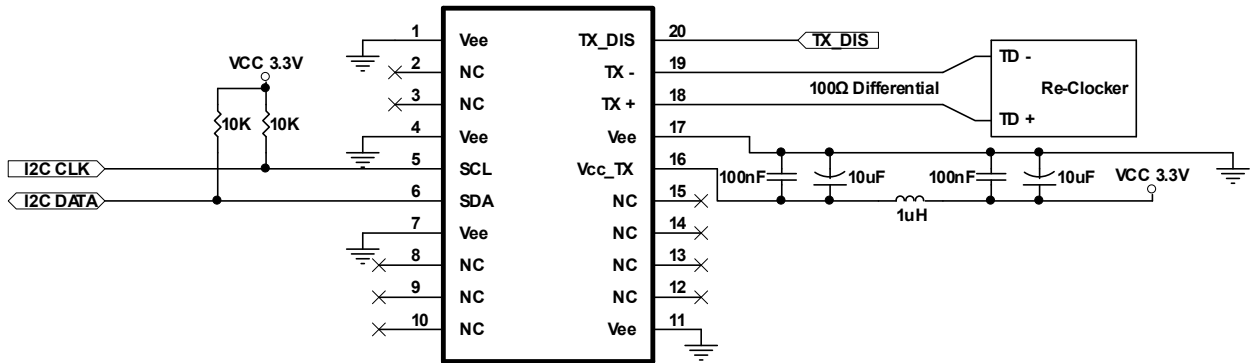 1 Vee TX_DIS 20 TX_DIS
VCC 3.3V
2 NC TX - 19 TD -
100Ω Differential Re-Clocker
3 NC TX + 18 TD +
10K 10K
4 Vee Vee 17
I2C CLK 5 SCL Vcc_TX 16 100nF 10uF 100nF 10uF VCC 3.3V
I2C DATA 6 SDA NC 15
1uH
7 Vee NC 14
8 NC NC 13
9 NC NC 12
10 NC Vee 11